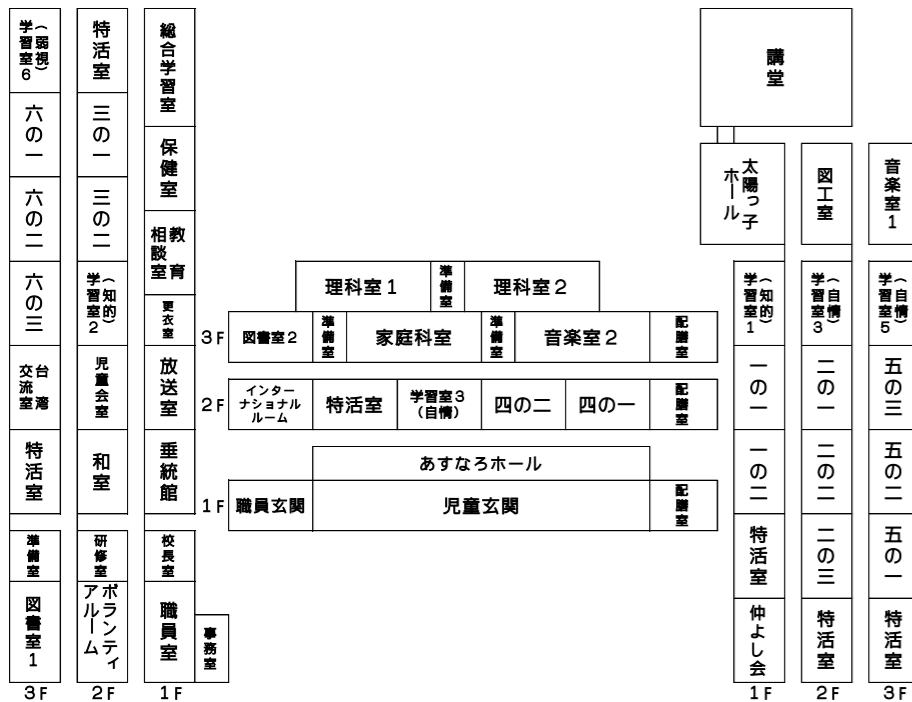 学習室6
（弱視）
六の一
六の二
六の三
台湾
交流室
特活室
準備室
図書室1
3F
特活室
三の一
三の二
学習室2
（知的）
児童会室
和室
研修室
ボランティ
アルーム
2F
総合学習室
保健室
教育
相談室
更衣室
放送室
垂統館
校長室
職員室
事務室
1F
理科室1
準備室
理科室2
3F
図書室2
準備室
家庭科室
準備室
音楽室2
配膳室
2F
インター
ナショナル
ルーム
特活室
学習室3
（自情）
四の二
四の一
配膳室
あすなろホール
1F
職員玄関
児童玄関
配膳室
講堂
太陽っ子
ホール
学習室1
（知的）
一の一
一の二
特活室
仲よし会
1F
図工室
学習室3
（自情）
二の一
二の二
二の三
特活室
2F
音楽室1
学習室5
（自情）
五の三
五の二
五の一
特活室
3F